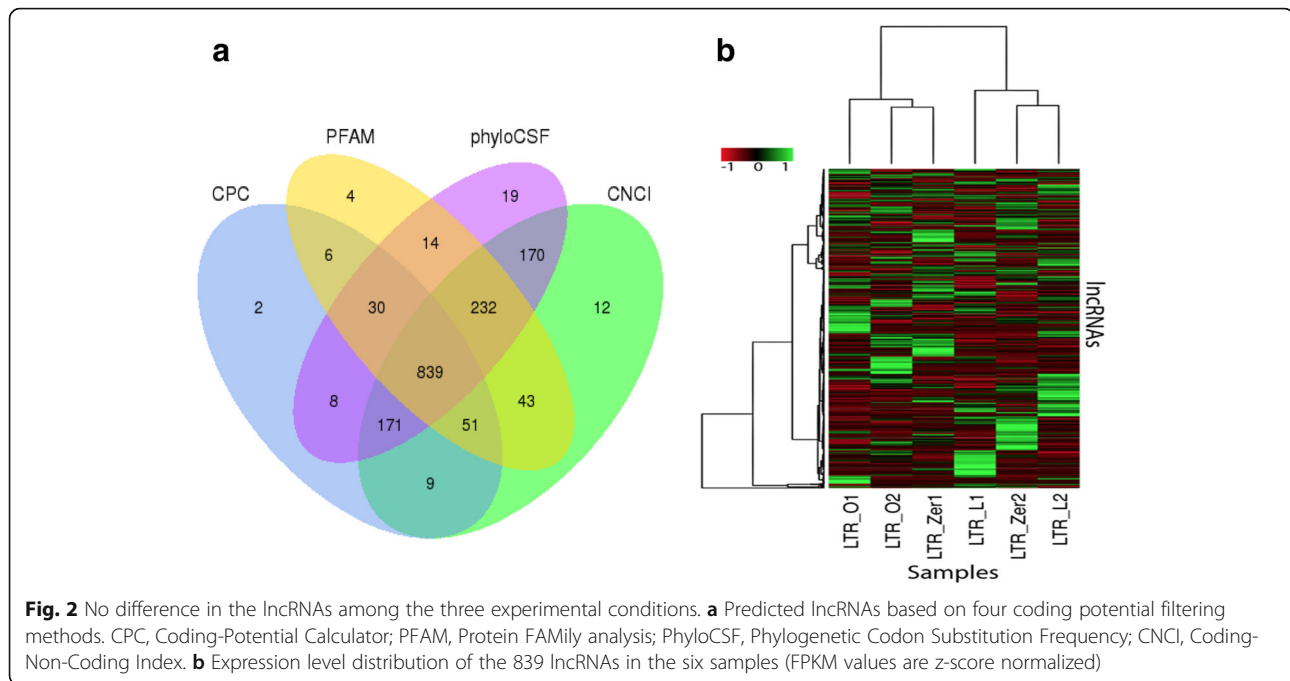 a
b
PFAM
phyloCSF
CPC
CNCI
4
19
6
14
170
2
30
232
12
839
8
43
171
51
9
-1
0
1
lncRNAs
LTR_O1
LTR_O2
LTR_Zer1
LTR_L1
LTR_Zer2
LTR_L2
Samples
Fig. 2 No difference in the lncRNAs among the three experimental conditions. a Predicted lncRNAs based on four coding potential filtering
methods. CPC, Coding-Potential Calculator; PFAM, Protein FAMily analysis; PhyloCSF, Phylogenetic Codon Substitution Frequency; CNCI, Coding-
Non-Coding Index. b Expression level distribution of the 839 lncRNAs in the six samples (FPKM values are z-score normalized)